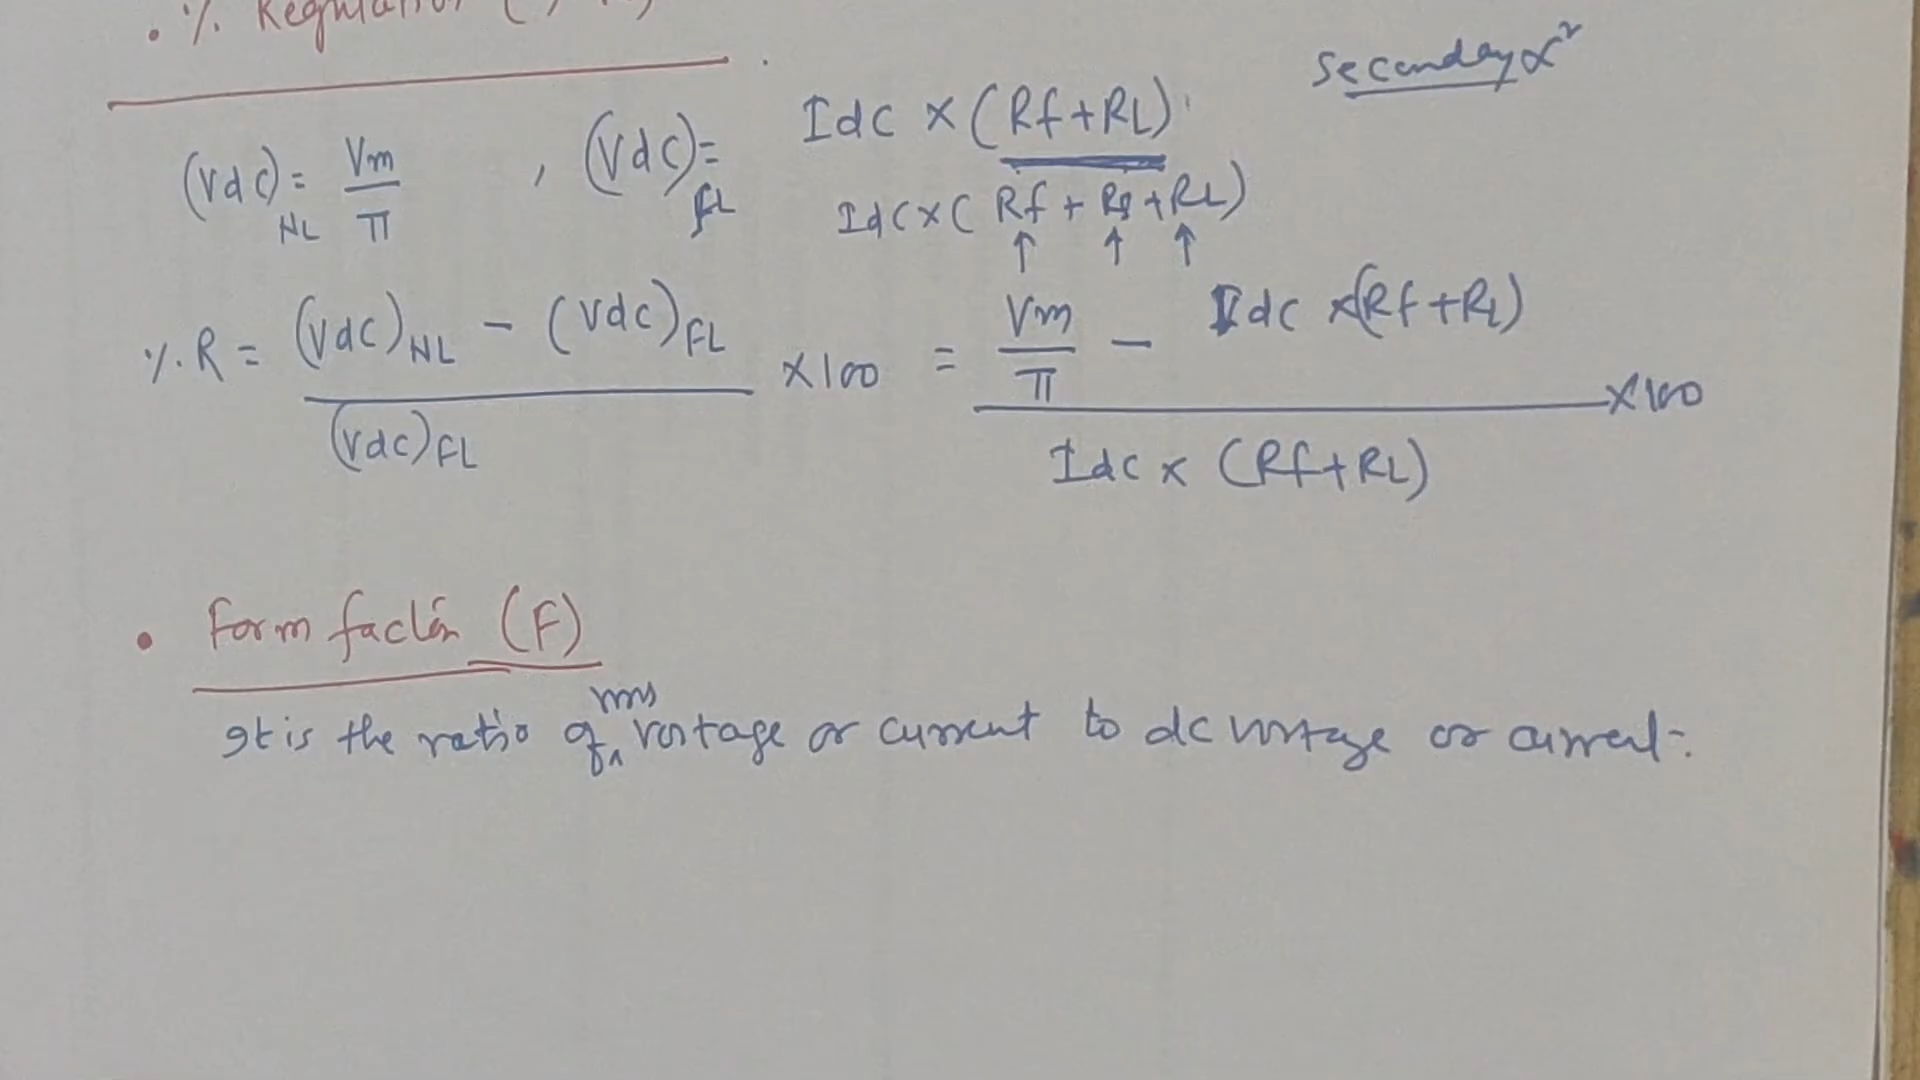 • % Regulation
Secondary
(Vdc)NL = Vm/π , (Vdc)FL = Idc × (Rf+RL)
Idc × (Rf + Rs + RL)
↑ ↑ ↑
% R = (Vdc)NL − (Vdc)FL / (Vdc)FL ×100 = Vm/π − Idc ×(Rf+RL) / Idc × (Rf+RL) ×100
• Form factor (F)
It is the ratio of rms voltage or current to dc voltage or current.